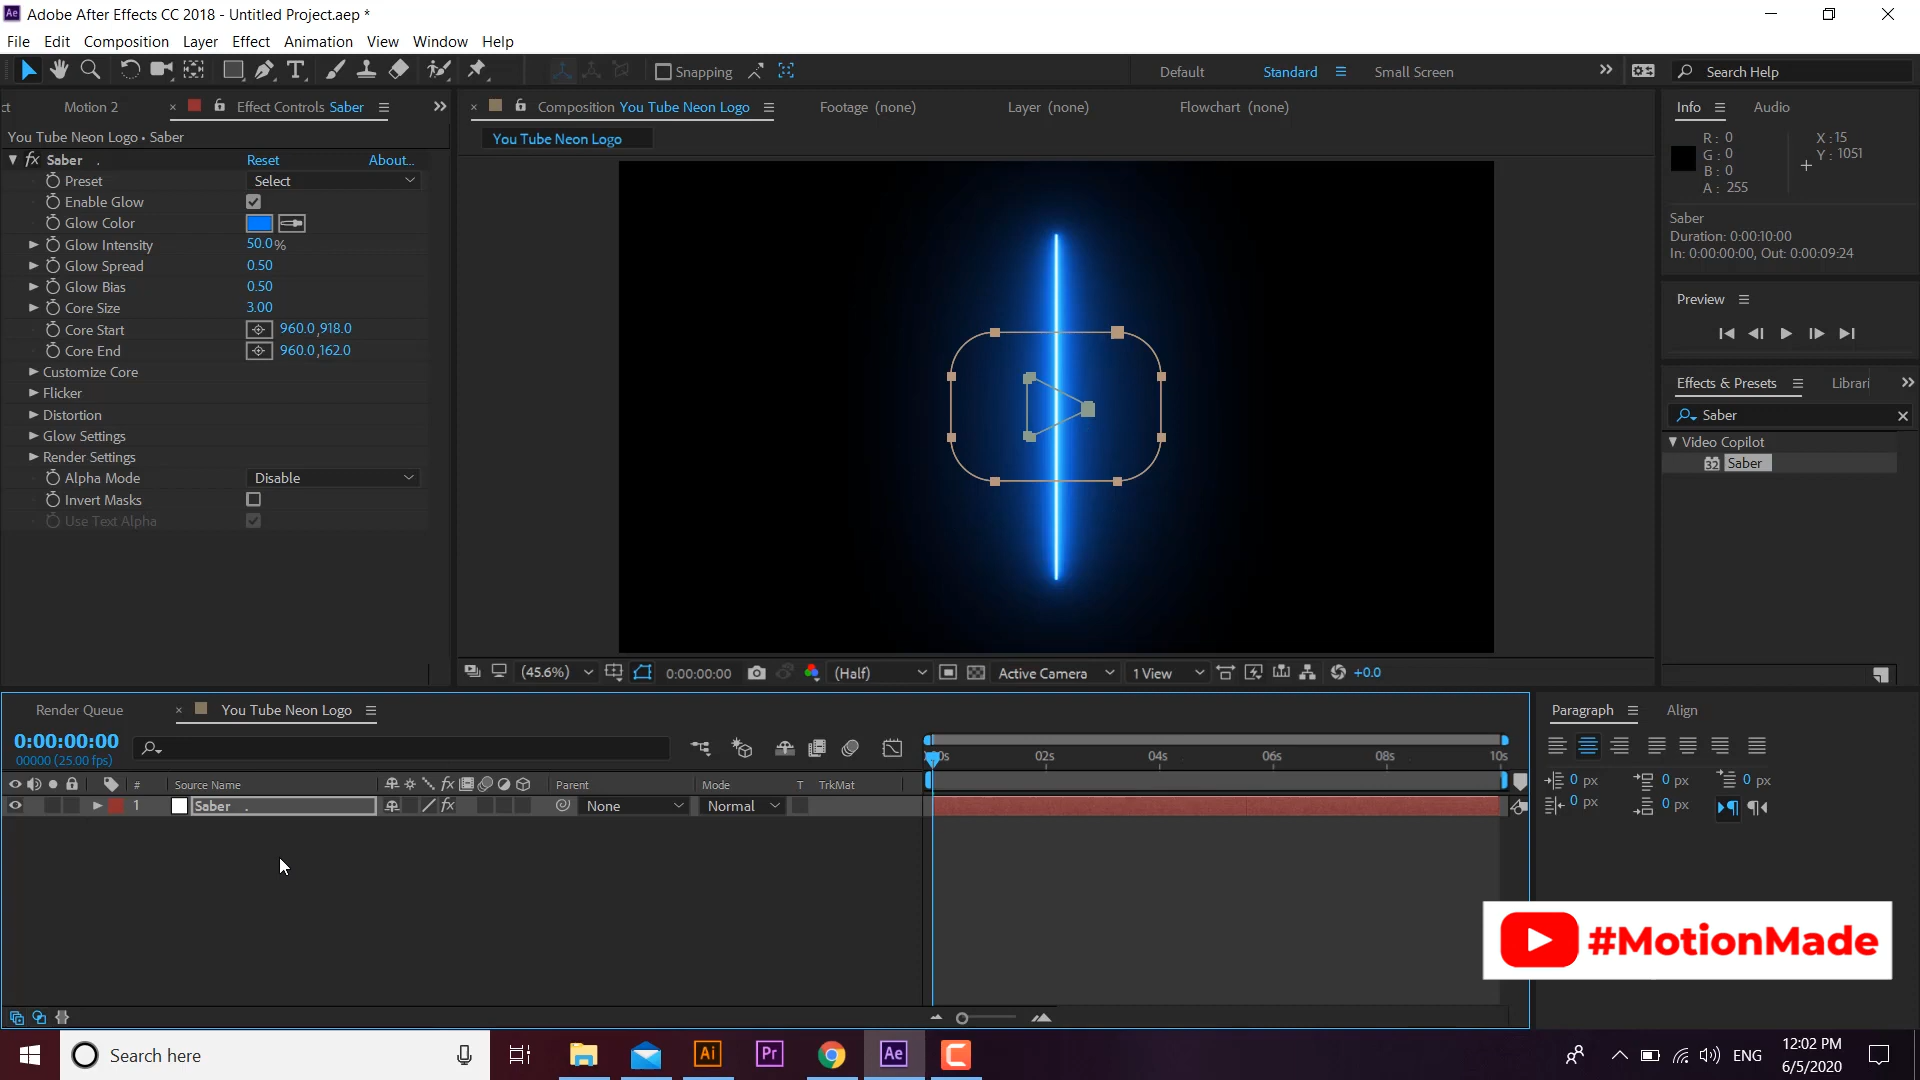 Adobe After Effects CC 2018 - Untitled Project.aep *
File Edit Composition Layer Effect Animation View Window Help
Snapping
Default Standard Small Screen
Search Help
ct Motion 2 × Effect Controls Saber
× Composition You Tube Neon Logo
Footage (none) Layer (none) Flowchart (none)
Info Audio
You Tube Neon Logo • Saber
You Tube Neon Logo
R: 0
G: 0
B: 0
A: 255
X: 15
Y: 1051
Saber
Duration: 0:00:10:00
In: 0:00:00:00, Out: 0:00:09:24
fx Saber . Reset About...
Preset Select
Enable Glow
Glow Color
Glow Intensity 50.0%
Glow Spread 0.50
Glow Bias 0.50
Core Size 3.00
Core Start 960.0,918.0
Core End 960.0,162.0
Customize Core
Flicker
Distortion
Glow Settings
Render Settings
Alpha Mode Disable
Invert Masks
Use Text Alpha
Preview
Effects & Presets Librari
Saber
Video Copilot
32 Saber
(45.6%) 0:00:00:00 (Half) Active Camera 1 View +0.0
Render Queue × You Tube Neon Logo
0:00:00:00
00000 (25.00 fps)
02s 04s 06s 08s 10s
# Source Name fx Parent Mode T TrkMat
1 Saber . fx None Normal
Paragraph Align
0 px 0 px 0 px
0 px 0 px
#MotionMade
Search here
Ai Pr Ae
ENG
12:02 PM
6/5/2020